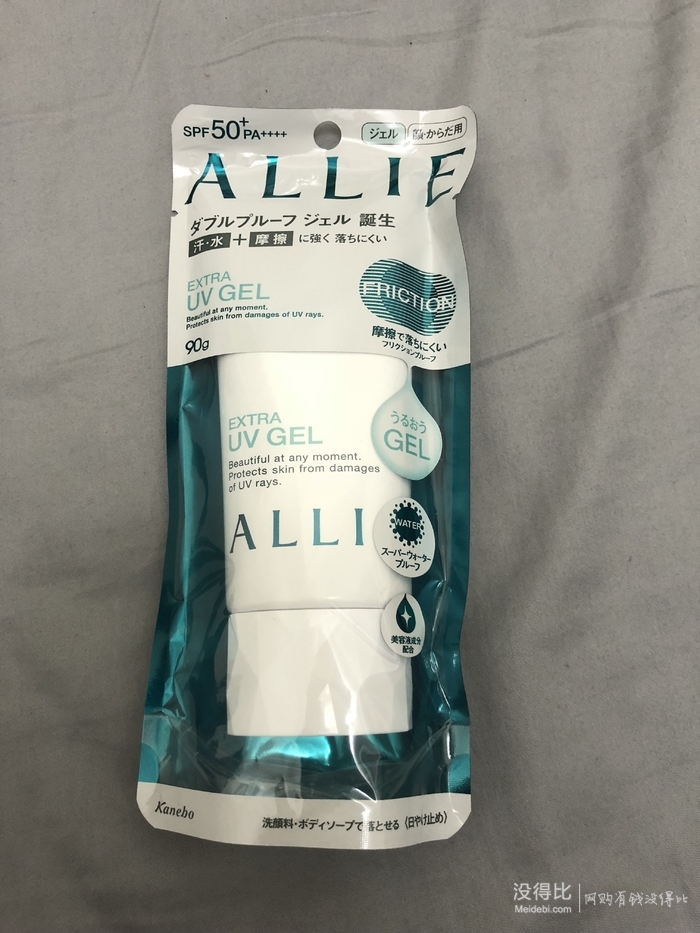 SPF50+ PA++++
ジェル 顔・からだ用
ALLIE
ダブルプルーフ ジェル 誕生
汗・水 + 摩擦 に強く 落ちにくい
EXTRA
UV GEL
Beautiful at any moment.
Protects skin from damages of UV rays.
90g
FRICTION
摩擦で落ちにくい
フリクションプルーフ
EXTRA
UV GEL
Beautiful at any moment.
Protects skin from damages
of UV rays.
うるおう
GEL
ALLI
WATER
スーパーウォーター
プルーフ
美容液成分
配合
Kanebo
洗顔料・ボディソープで落とせる〈日やけ止め〉
没得比
Meidebi.com
网购有钱没得比